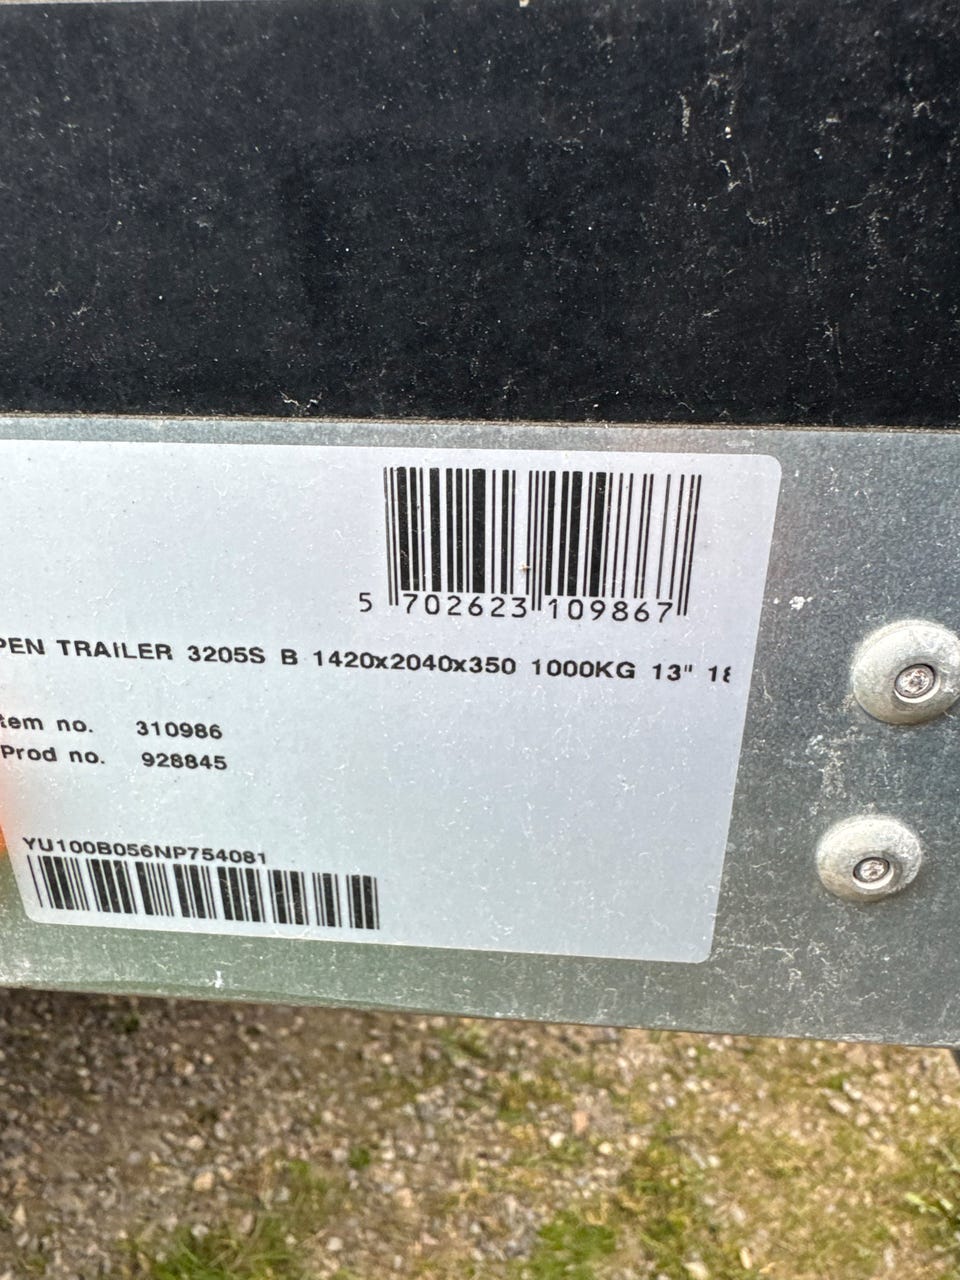 5 702623 109867
PEN TRAILER 3205S B 1420x2040x350 1000KG 13"
tem no. 310986
Prod no. 928845
YU100B056NP754081